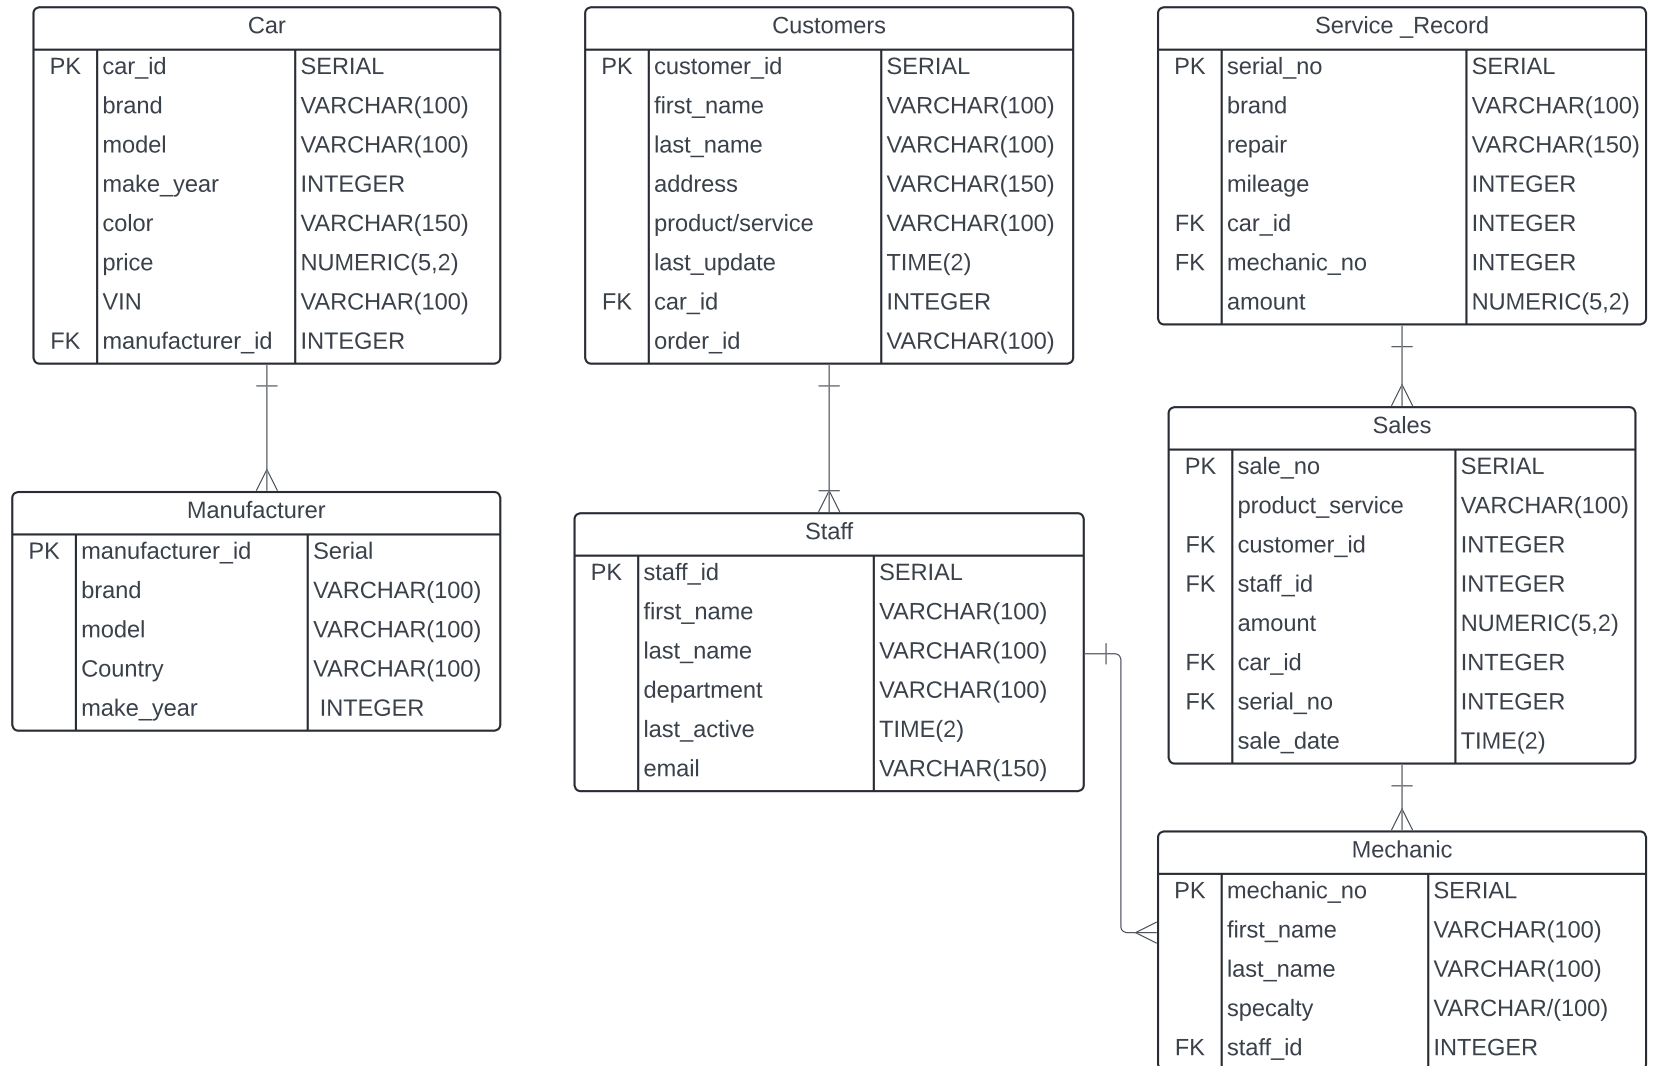 Car
PK car_id SERIAL
brand VARCHAR(100)
model VARCHAR(100)
make_year INTEGER
color VARCHAR(150)
price NUMERIC(5,2)
VIN VARCHAR(100)
FK manufacturer_id INTEGER
Manufacturer
PK manufacturer_id Serial
brand VARCHAR(100)
model VARCHAR(100)
Country VARCHAR(100)
make_year INTEGER
Customers
PK customer_id SERIAL
first_name VARCHAR(100)
last_name VARCHAR(100)
address VARCHAR(150)
product/service VARCHAR(100)
last_update TIME(2)
FK car_id INTEGER
order_id VARCHAR(100)
Staff
PK staff_id SERIAL
first_name VARCHAR(100)
last_name VARCHAR(100)
department VARCHAR(100)
last_active TIME(2)
email VARCHAR(150)
Service _Record
PK serial_no SERIAL
brand VARCHAR(100)
repair VARCHAR(150)
mileage INTEGER
FK car_id INTEGER
FK mechanic_no INTEGER
amount NUMERIC(5,2)
Sales
PK sale_no SERIAL
product_service VARCHAR(100)
FK customer_id INTEGER
FK staff_id INTEGER
amount NUMERIC(5,2)
FK car_id INTEGER
FK serial_no INTEGER
sale_date TIME(2)
Mechanic
PK mechanic_no SERIAL
first_name VARCHAR(100)
last_name VARCHAR(100)
specalty VARCHAR/(100)
FK staff_id INTEGER